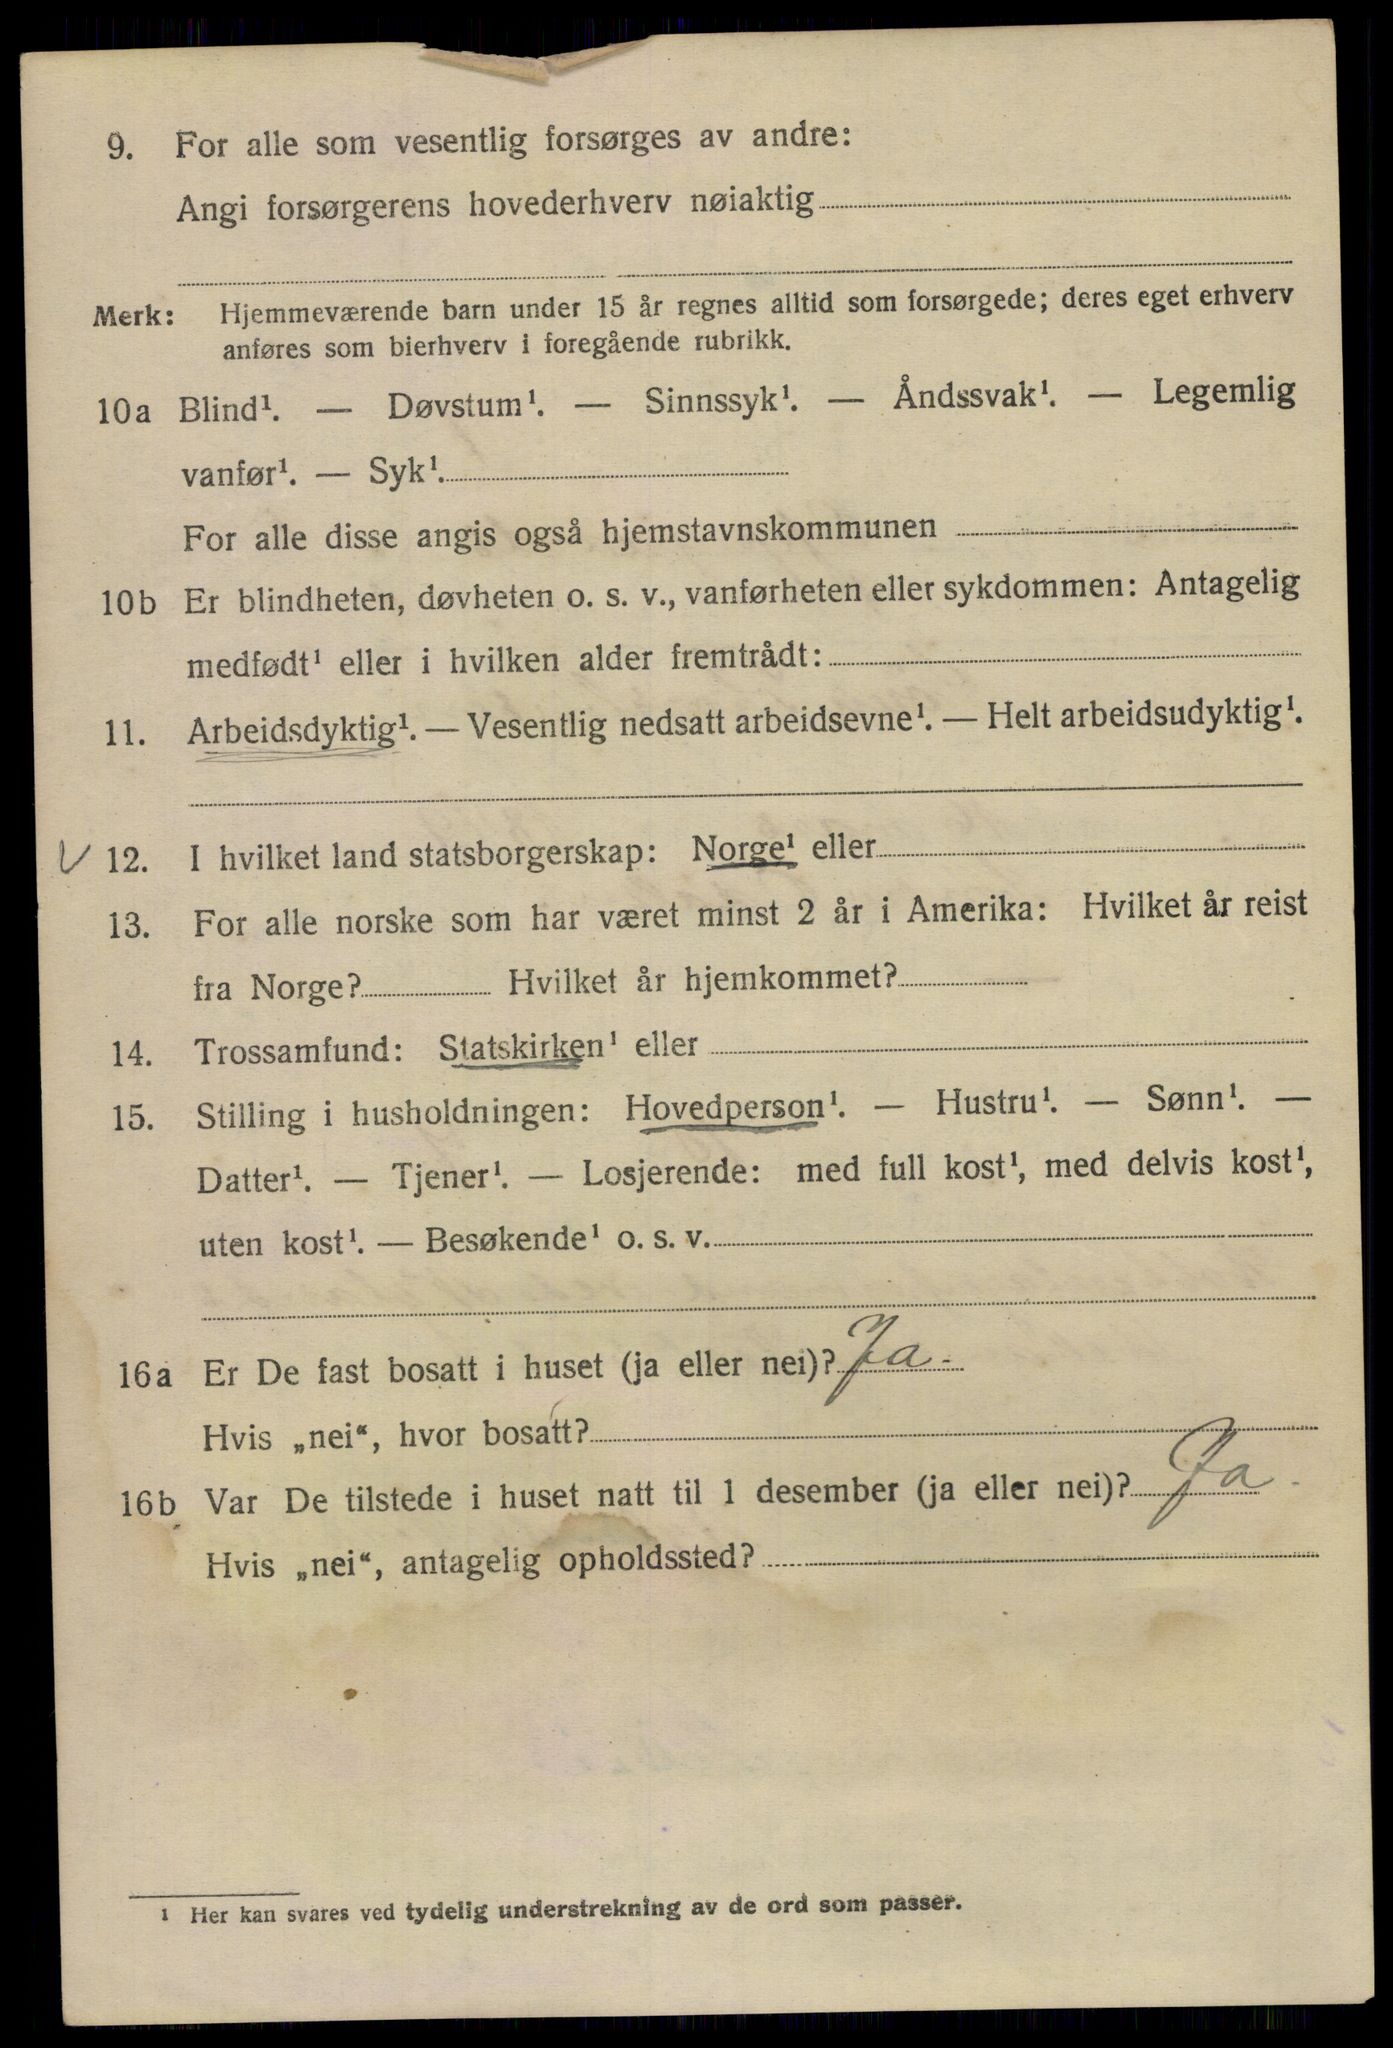 9. For alle som vesentlig forsørges av andre:
Angi forsørgerens hovederhverv nøiaktig
Merk: Hjemmeværende barn under 15 år regnes alltid som forsørgede; deres eget erhverv
anføres som bierhverv i foregående rubrikk.
10a Blind¹. — Døvstum¹. — Sinnssyk¹. — Åndssvak¹. — Legemlig
vanfør¹. — Syk¹.
For alle disse angis også hjemstavnskommunen
10b Er blindheten, døvheten o. s. v., vanførheten eller sykdommen: Antagelig
medfødt¹ eller i hvilken alder fremtrådt:
11. Arbeidsdyktig¹. — Vesentlig nedsatt arbeidsevne¹. — Helt arbeidsudyktig¹.
V 12. I hvilket land statsborgerskap: Norge¹ eller
13. For alle norske som har været minst 2 år i Amerika: Hvilket år reist
fra Norge? Hvilket år hjemkommet?
14. Trossamfund: Statskirken¹ eller
15. Stilling i husholdningen: Hovedperson¹. — Hustru¹. — Sønn¹. —
Datter¹. — Tjener¹. — Losjerende: med full kost¹, med delvis kost¹,
uten kost¹. — Besøkende¹ o. s. v.
16a Er De fast bosatt i huset (ja eller nei)? Ja.
Hvis „nei“, hvor bosatt?
16b Var De tilstede i huset natt til 1 desember (ja eller nei)? Ja.
Hvis „nei“, antagelig opholdssted?
¹ Her kan svares ved tydelig understrekning av de ord som passer.